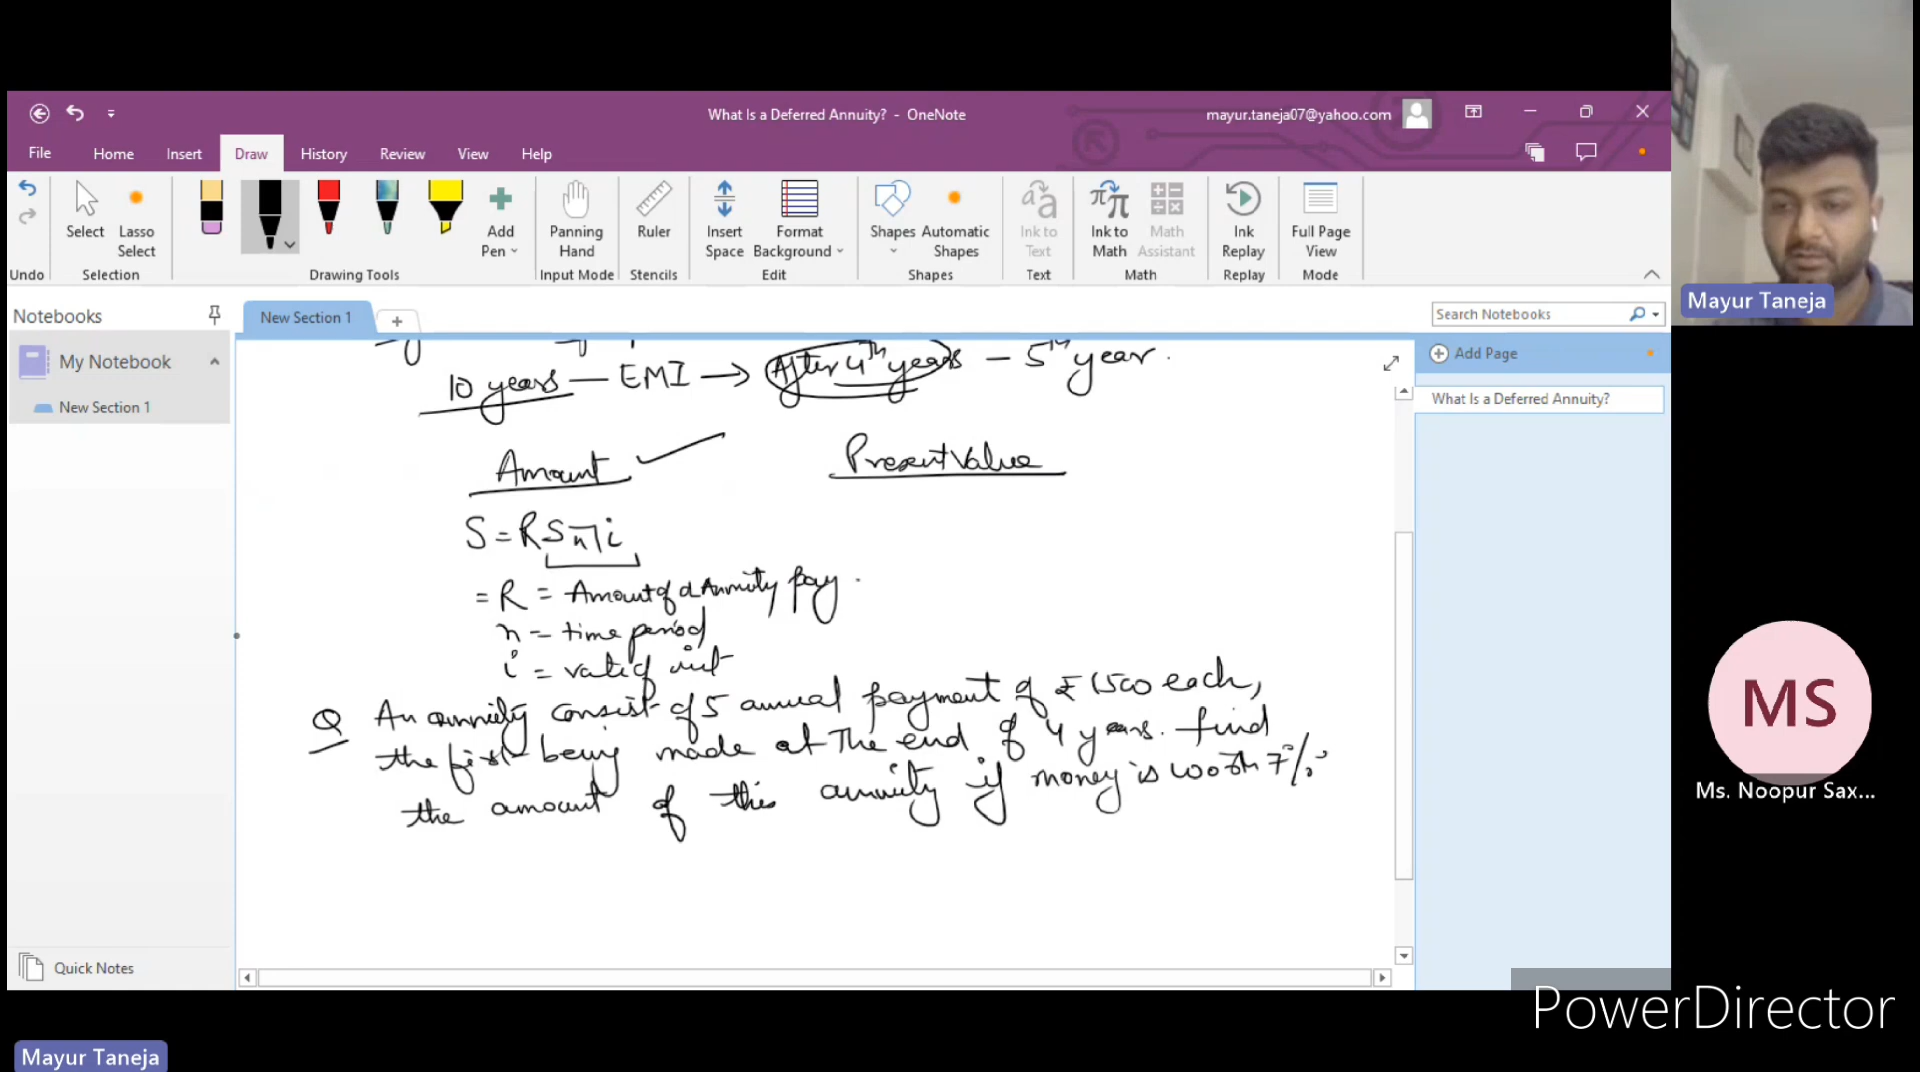 What Is a Deferred Annuity? - OneNote
mayur.taneja07@yahoo.com
File Home Insert Draw History Review View Help
Select Lasso Select Add Pen Panning Hand Ruler Insert Space Format Background Shapes Automatic Shapes Ink to Text Ink to Math Math Assistant Ink Replay Full Page View
Undo Selection Drawing Tools Input Mode Stencils Edit Shapes Text Math Replay Mode
Mayur Taneja
Notebooks
New Section 1
Search Notebooks
My Notebook
New Section 1
Add Page
What Is a Deferred Annuity?
10 years — EMI → After 4th years — 5th year.
Amount ✓ Present Value
S = R S n i
= R = Amount of d Annuity pay.
n = time period
i = rate of int
Q An annuity consist of 5 annual payment of ₹ 1500 each,
the first being made at the end of 4 years. find
the amount of this annuity if money is worth 7%
MS
Ms. Noopur Sax...
Quick Notes
PowerDirector
Mayur Taneja